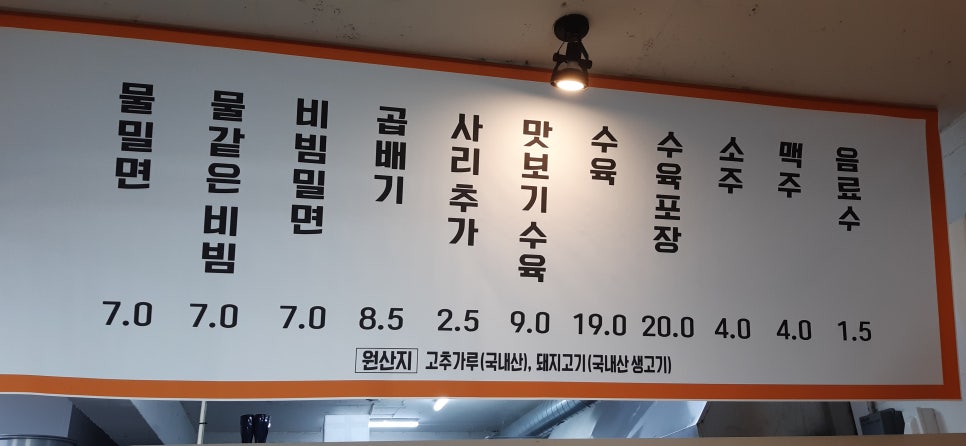 물밀면
물같은 비빔
비빔밀면
곱배기
사리추가
맛보기수육
수육
수육포장
소주
맥주
음료수
7.0 7.0 7.0 8.5 2.5 9.0 19.0 20.0 4.0 4.0 1.5
원산지 고추가루(국내산), 돼지고기(국내산 생고기)